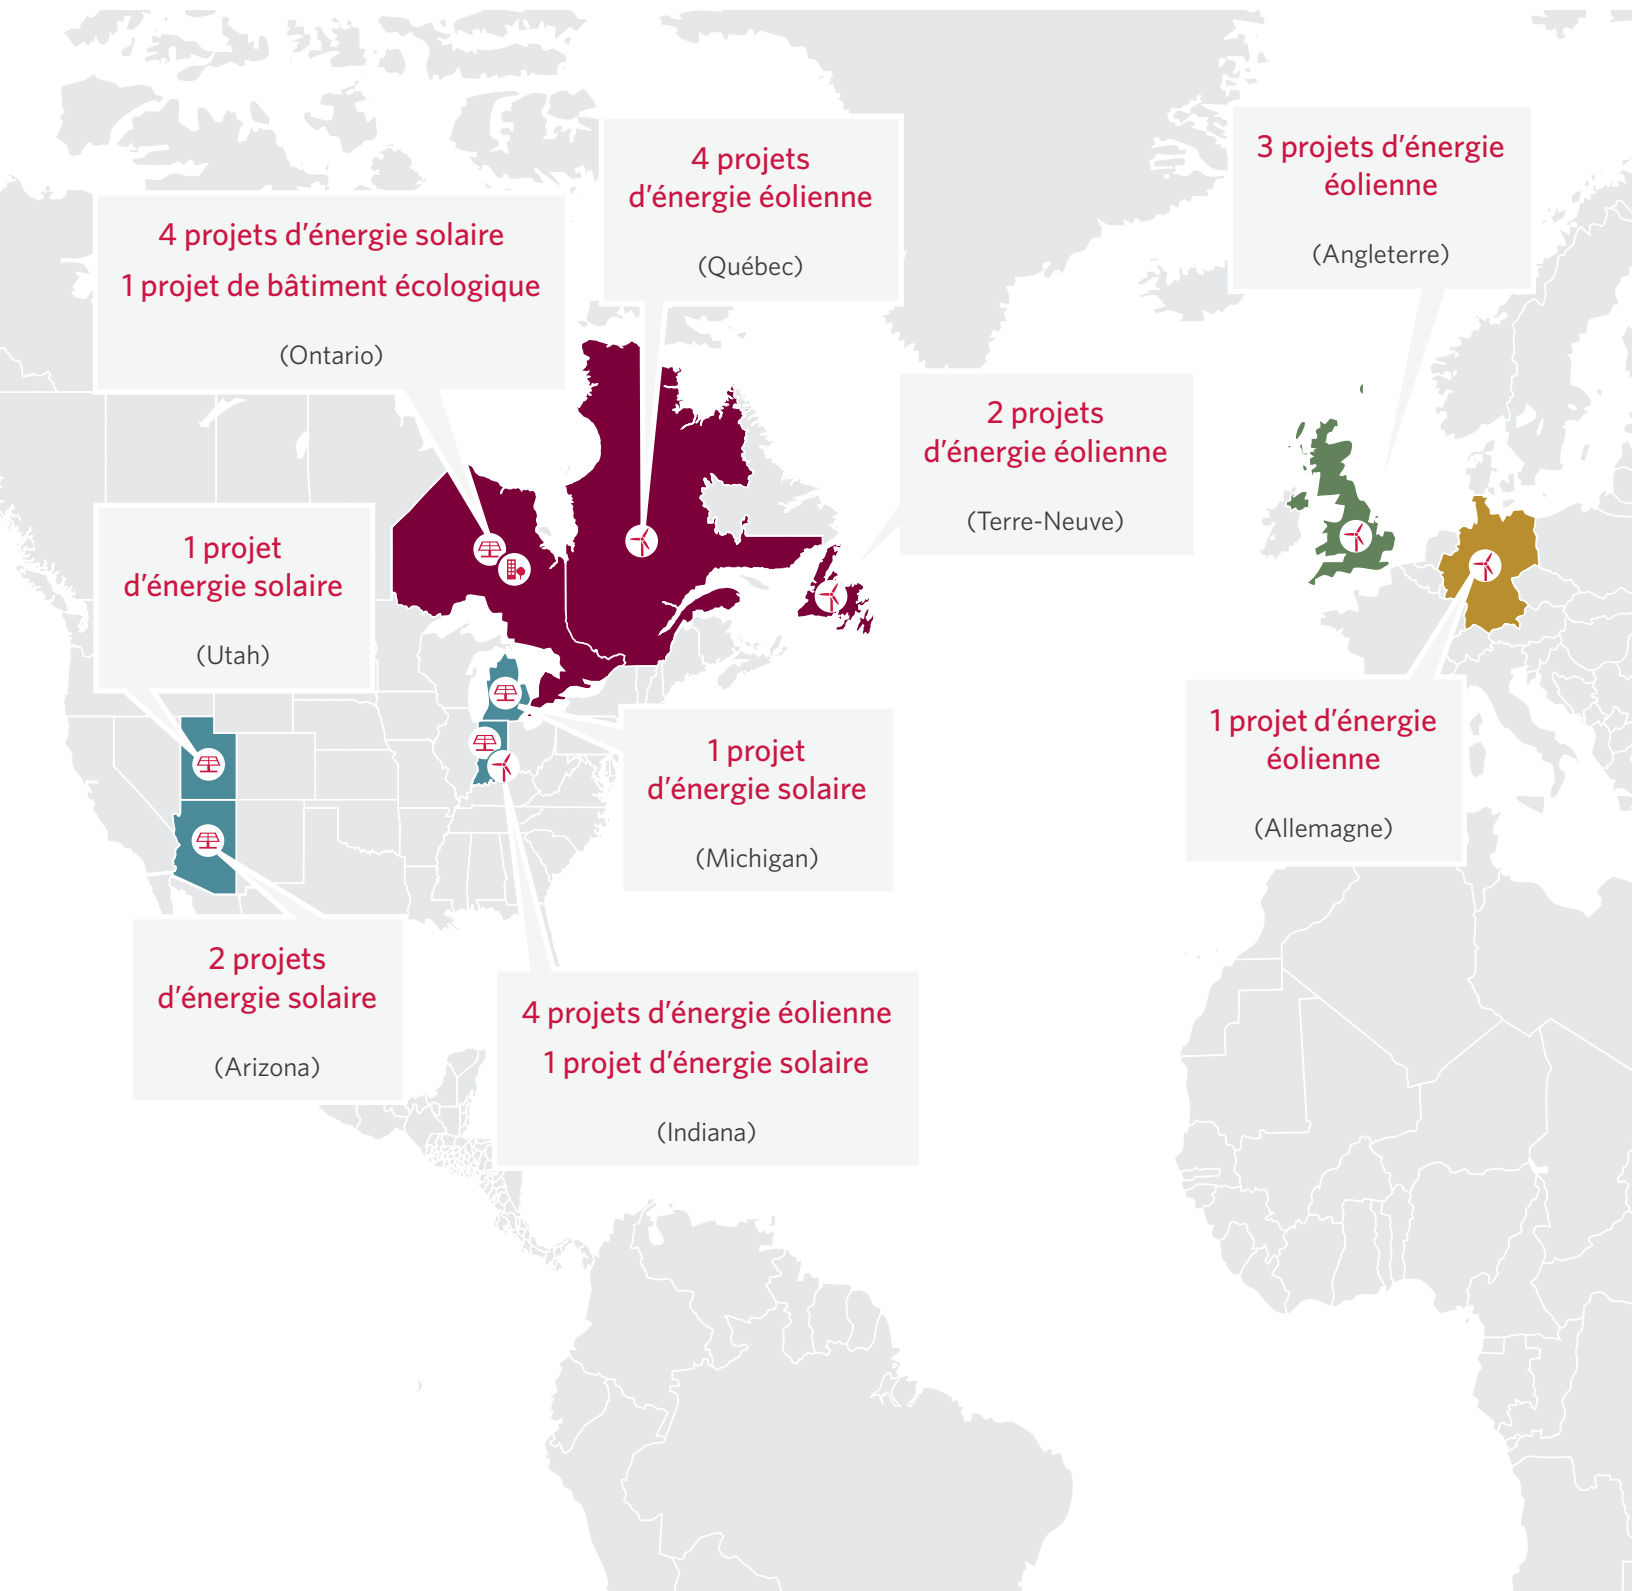 4 projets
d'énergie éolienne
(Québec)
3 projets d'énergie
éolienne
(Angleterre)
4 projets d'énergie solaire
1 projet de bâtiment écologique
(Ontario)
2 projets
d'énergie éolienne
(Terre-Neuve)
1 projet
d'énergie solaire
(Utah)
1 projet
d'énergie solaire
(Michigan)
1 projet d'énergie
éolienne
(Allemagne)
2 projets
d'énergie solaire
(Arizona)
4 projets d'énergie éolienne
1 projet d'énergie solaire
(Indiana)